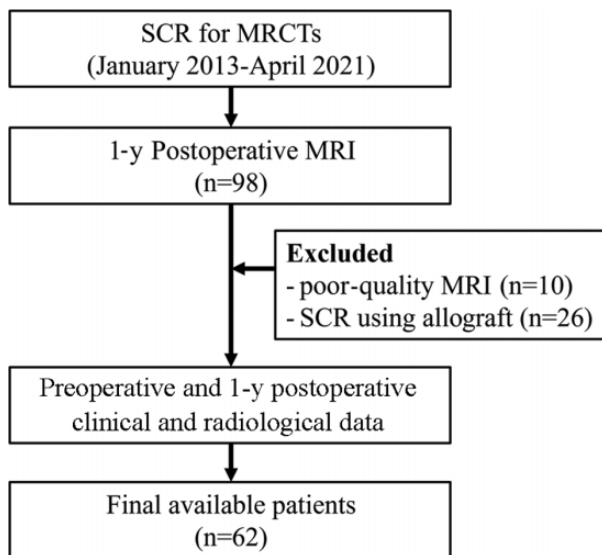 SCR for MRCTs
(January 2013-April 2021)
1-y Postoperative MRI
(n=98)
Excluded
- poor-quality MRI (n=10)
- SCR using allograft (n=26)
Preoperative and 1-y postoperative
clinical and radiological data
Final available patients
(n=62)